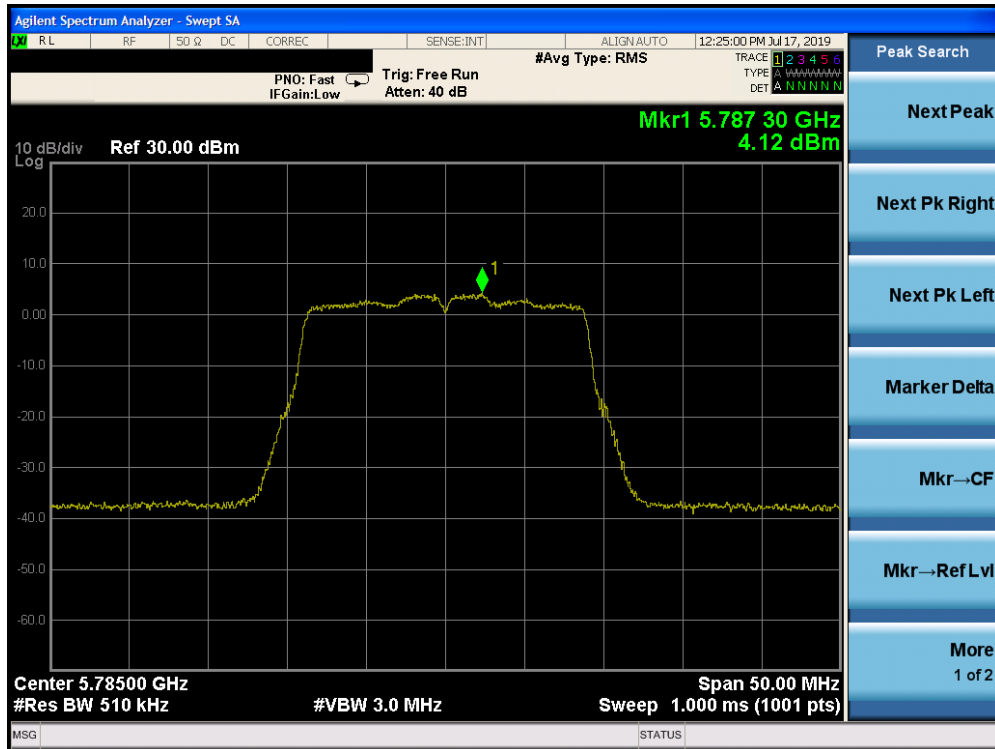 Agilent Spectrum Analyzer - Swept SA
LXI RL RF 50 Ω DC CORREC SENSE:INT ALIGN AUTO 12:25:00 PM Jul 17, 2019
Peak Search
#Avg Type: RMS TRACE 1 2 3 4 5 6
PNO: Fast Trig: Free Run TYPE A WWWWW
IFGain:Low Atten: 40 dB DET A N N N N N
Next Peak
Mkr1 5.787 30 GHz
4.12 dBm
10 dB/div Ref 30.00 dBm
Log
Next Pk Right
20.0
10.0
1
Next Pk Left
0.00
-10.0
Marker Delta
-20.0
-30.0
Mkr→CF
-40.0
-50.0
Mkr→Ref Lvl
-60.0
More
1 of 2
Center 5.78500 GHz Span 50.00 MHz
#Res BW 510 kHz #VBW 3.0 MHz Sweep 1.000 ms (1001 pts)
MSG STATUS